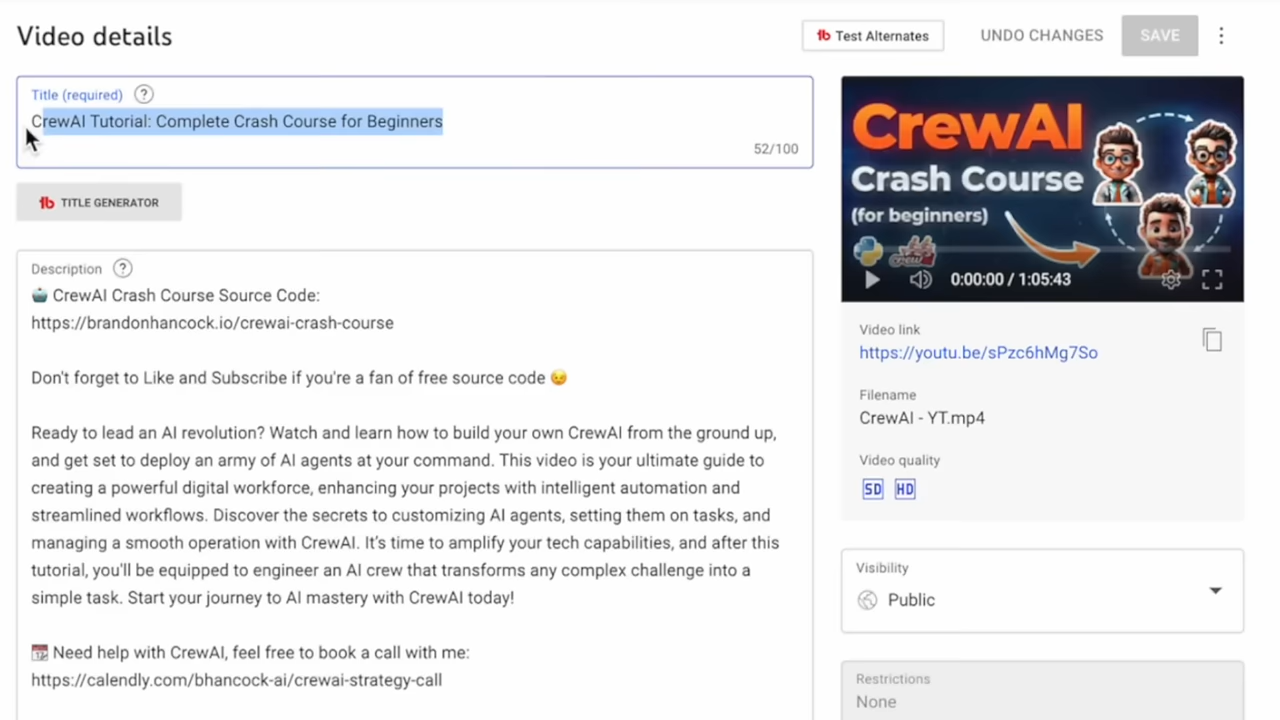 Video details
Test Alternates
UNDO CHANGES
SAVE
Title (required)
CrewAI Tutorial: Complete Crash Course for Beginners
52/100
TITLE GENERATOR
Description
🤖 CrewAI Crash Course Source Code:
https://brandonhancock.io/crewai-crash-course
Don't forget to Like and Subscribe if you're a fan of free source code 😉
Ready to lead an AI revolution? Watch and learn how to build your own CrewAI from the ground up,
and get set to deploy an army of AI agents at your command. This video is your ultimate guide to
creating a powerful digital workforce, enhancing your projects with intelligent automation and
streamlined workflows. Discover the secrets to customizing AI agents, setting them on tasks, and
managing a smooth operation with CrewAI. It's time to amplify your tech capabilities, and after this
tutorial, you'll be equipped to engineer an AI crew that transforms any complex challenge into a
simple task. Start your journey to AI mastery with CrewAI today!
📆 Need help with CrewAI, feel free to book a call with me:
https://calendly.com/bhancock-ai/crewai-strategy-call
CrewAI
Crash Course
(for beginners)
crew
0:00:00 / 1:05:43
Video link
https://youtu.be/sPzc6hMg7So
Filename
CrewAI - YT.mp4
Video quality
SD HD
Visibility
Public
Restrictions
None